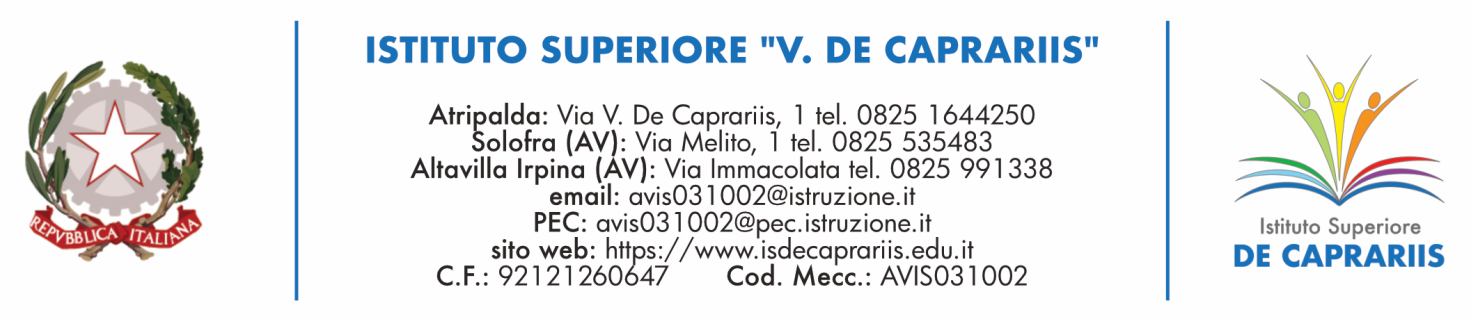 ISTITUTO SUPERIORE "V. DE CAPRARIIS"
Atripalda: Via V. De Caprariis, 1 tel. 0825 1644250
Solofra (AV): Via Melito, 1 tel. 0825 535483
Altavilla Irpina (AV): Via Immacolata tel. 0825 991338
email: avis031002@istruzione.it
PEC: avis031002@pec.istruzione.it
sito web: https://www.isdecaprariis.edu.it
C.F.: 92121260647 Cod. Mecc.: AVIS031002
REPVBBLICA ITALIANA
Istituto Superiore
DE CAPRARIIS